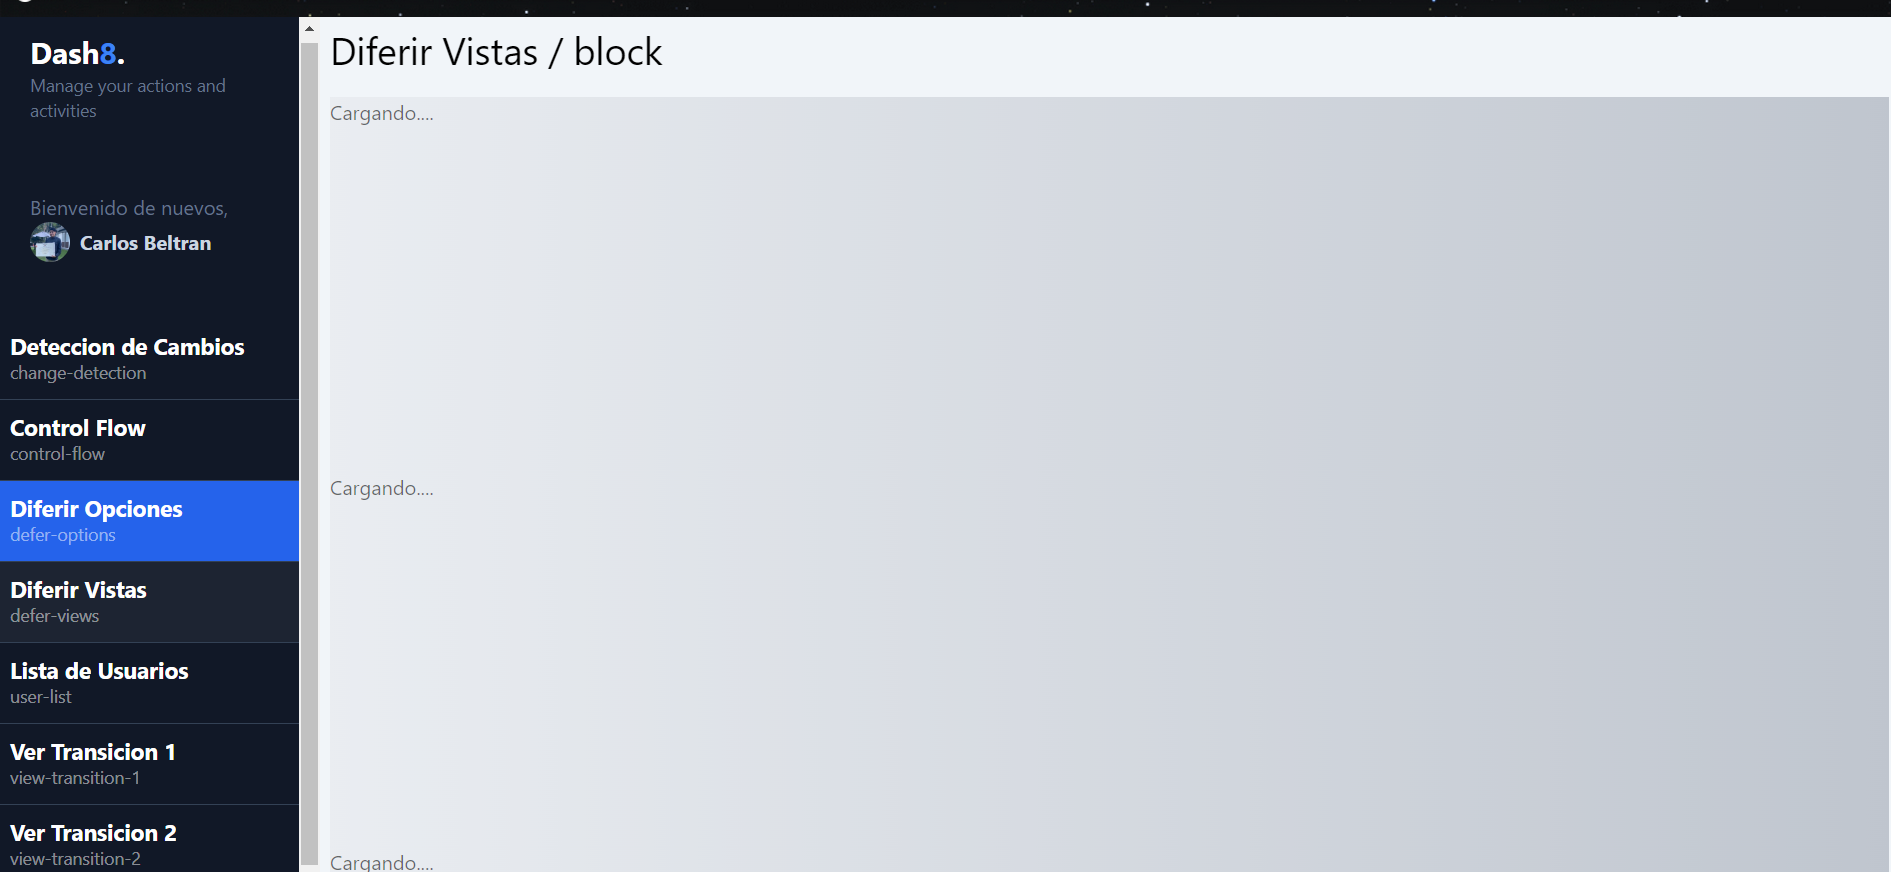 Dash8.
Manage your actions and
activities
Bienvenido de nuevos,
Carlos Beltran
Deteccion de Cambios
change-detection
Control Flow
control-flow
Diferir Opciones
defer-options
Diferir Vistas
defer-views
Lista de Usuarios
user-list
Ver Transicion 1
view-transition-1
Ver Transicion 2
view-transition-2
Diferir Vistas / block
Cargando....
Cargando....
Cargando....